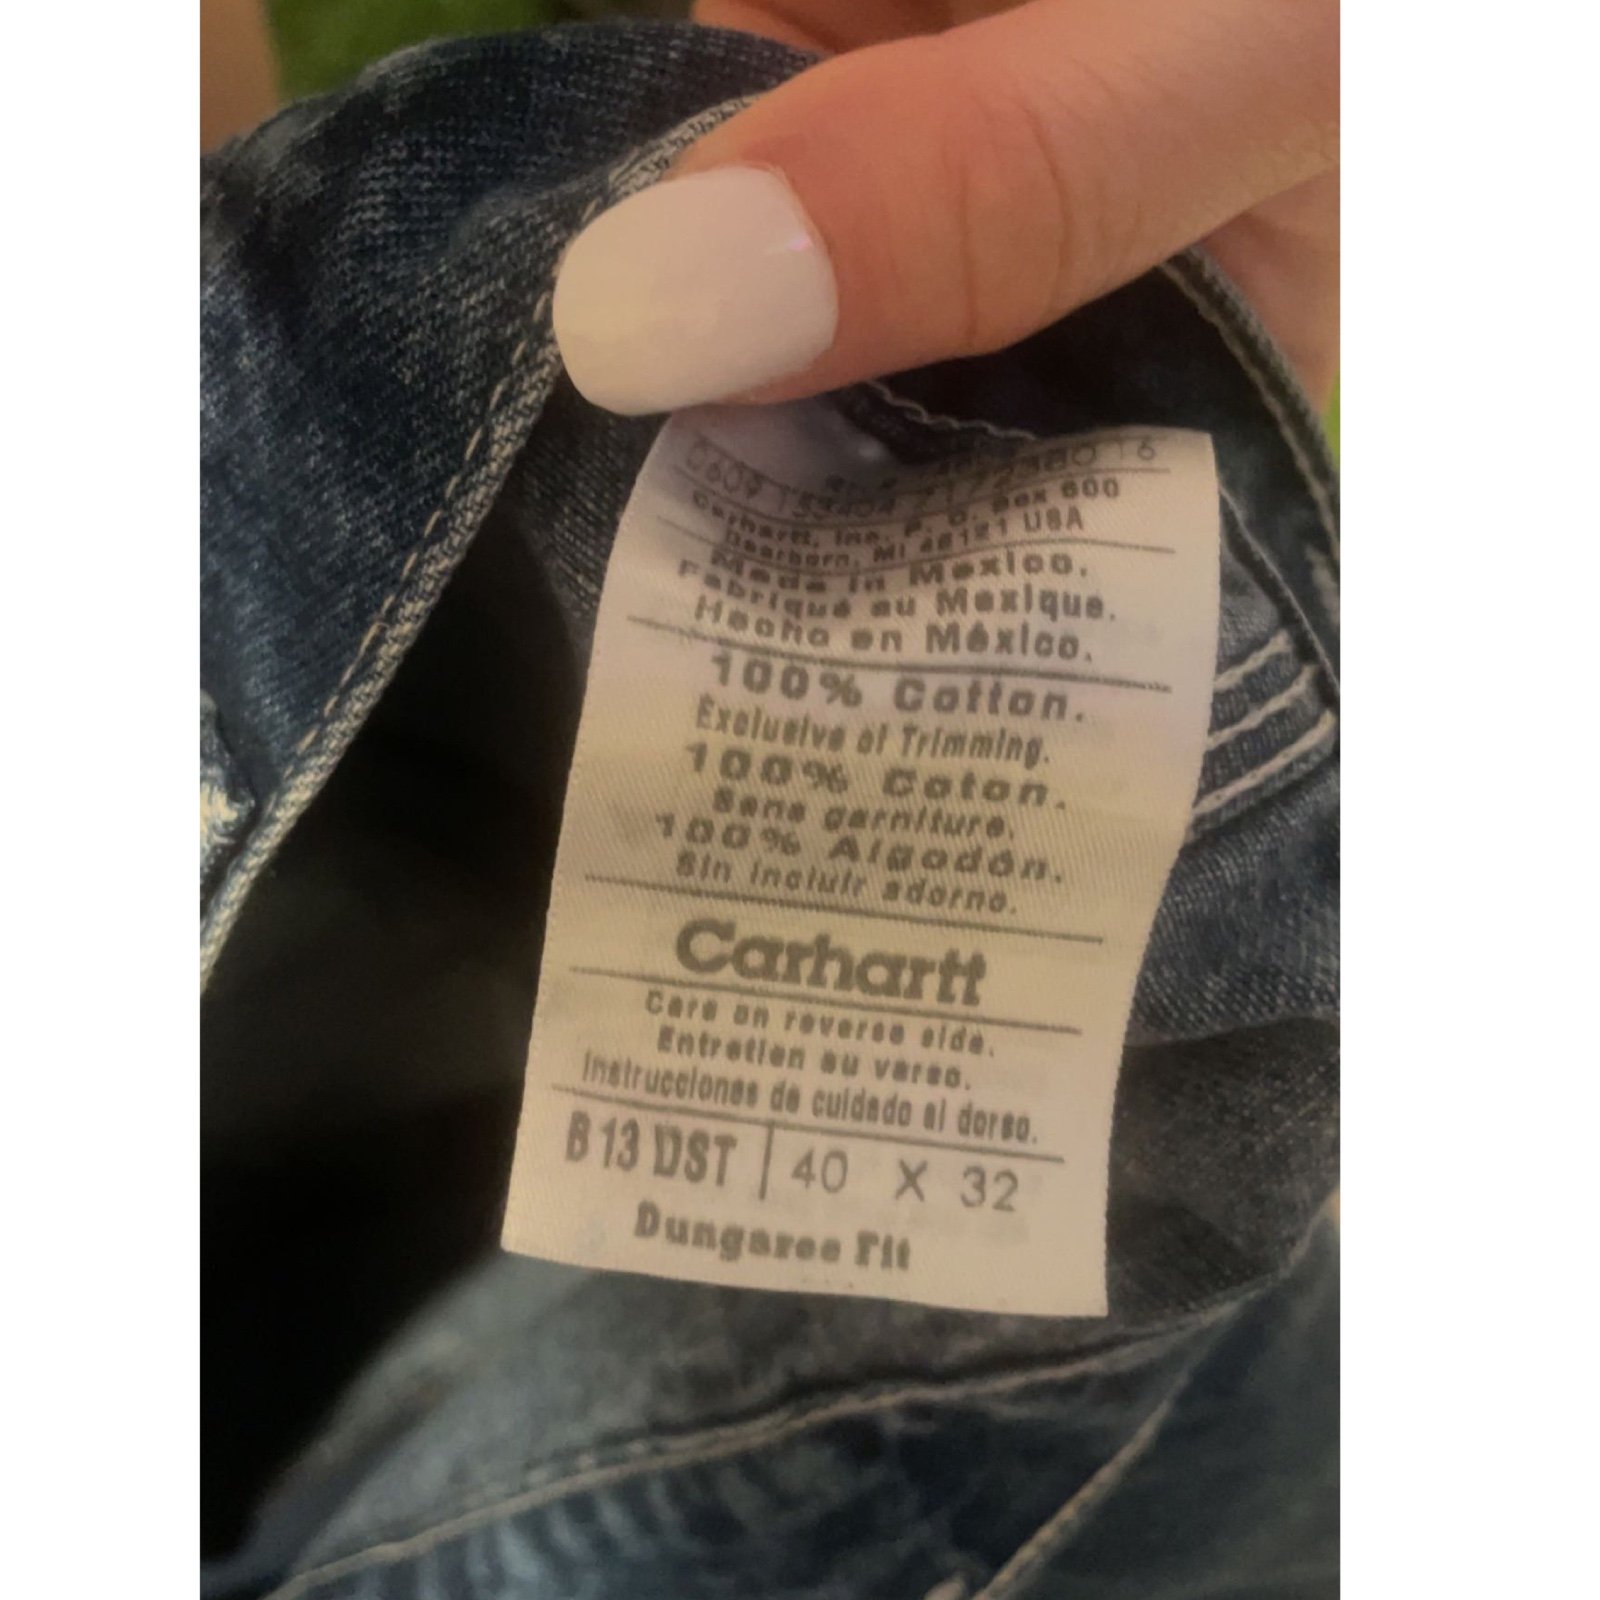 Carhartt, Inc. P. O. Box 600
Dearborn, MI 48121 USA
Made in Mexico.
Fabriqué au Mexique.
Hecho en México.
100% Cotton.
Exclusive of Trimming.
100% Coton.
Sans garniture.
100% Algodón.
Sin incluir adorno.
Carhartt
Care on reverse side.
Entretien au verso.
Instrucciones de cuidado al dorso.
B 13 DST | 40 X 32
Dungaree Fit